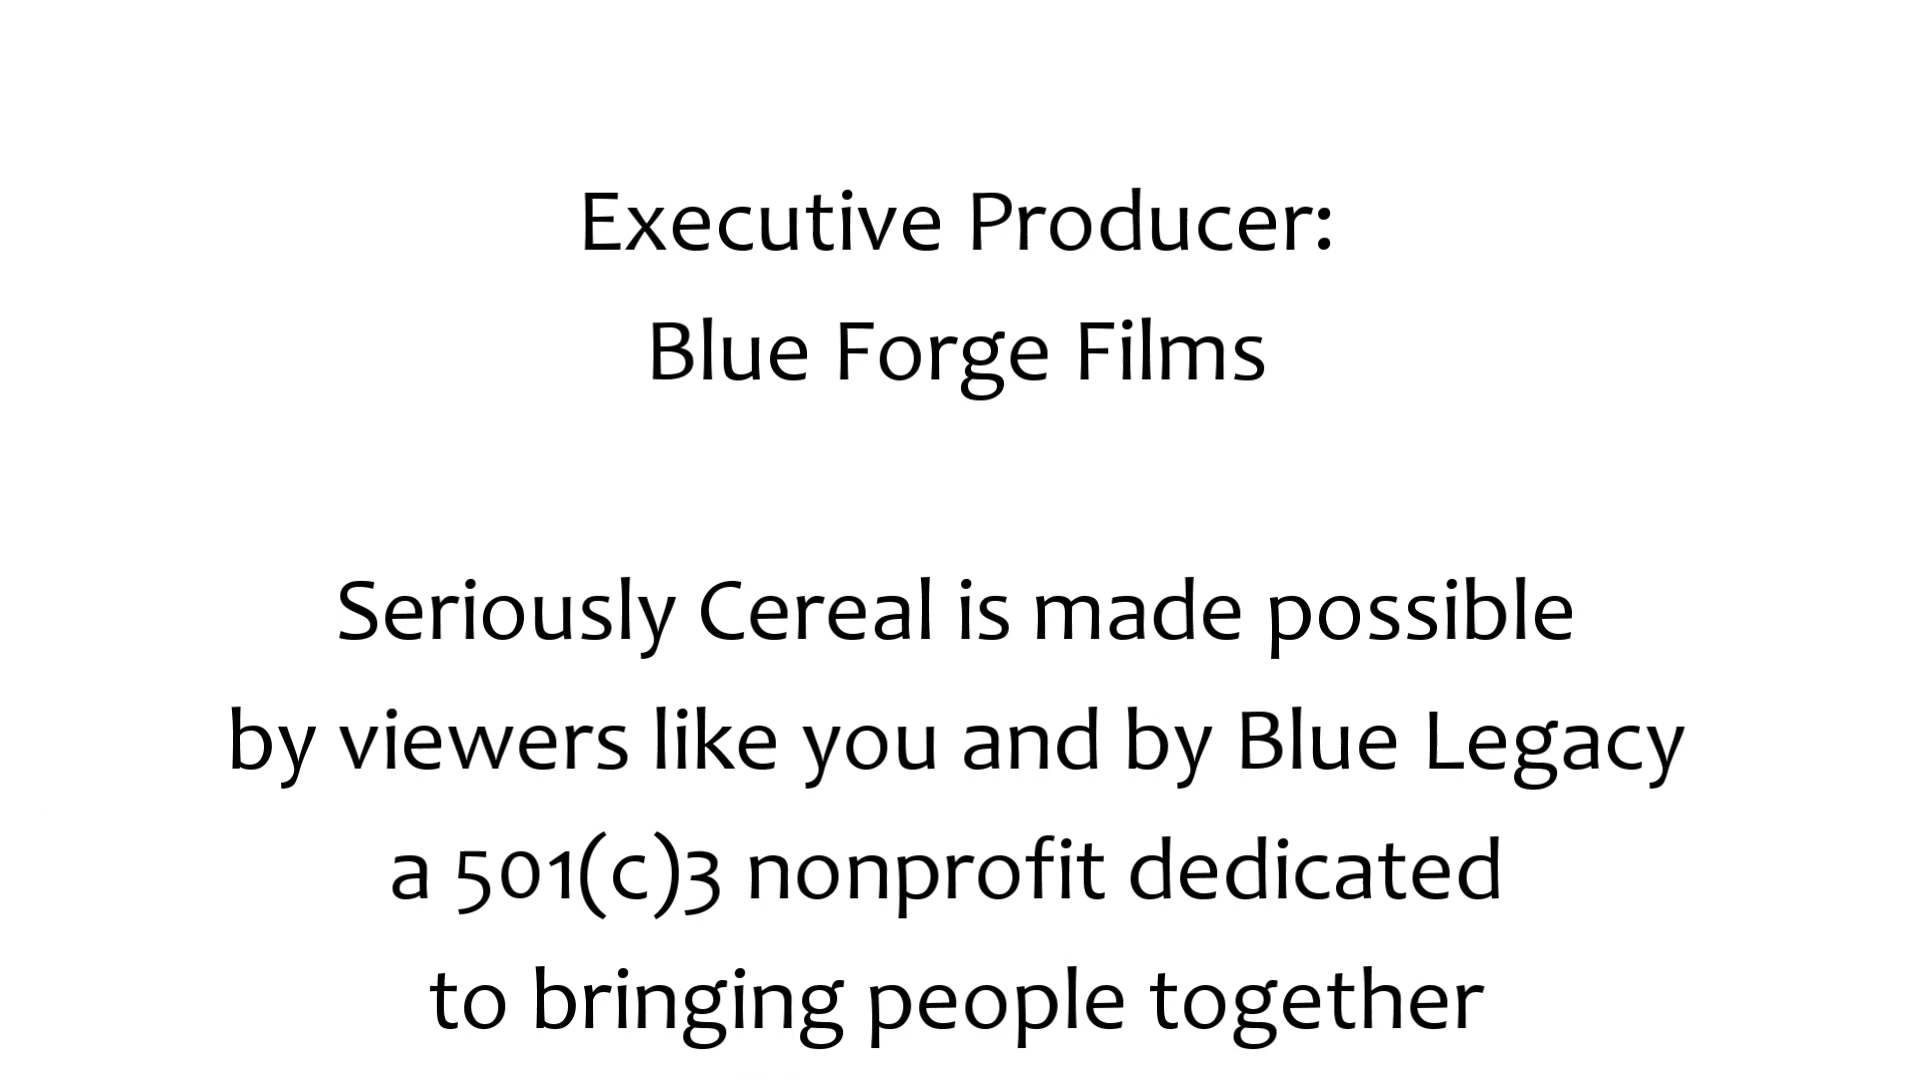 Executive Producer:
Blue Forge Films
Seriously Cereal is made possible
by viewers like you and by Blue Legacy
a 501(c)3 nonprofit dedicated
to bringing people together